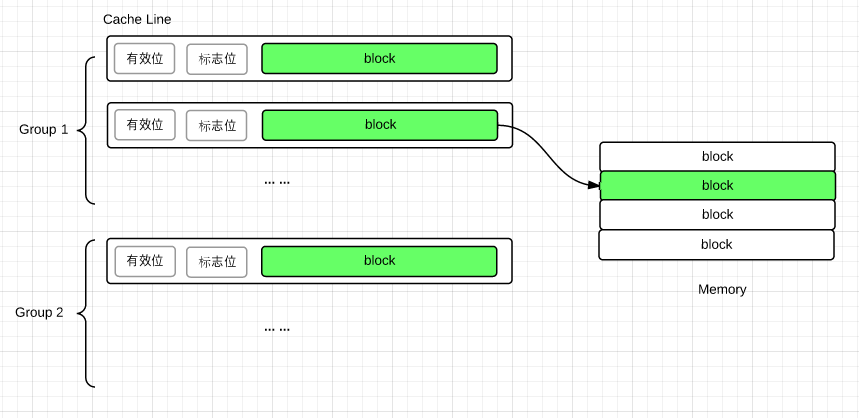 Cache Line
有效位 标志位 block
Group 1
有效位 标志位 block
block
... ...
block
block
block
有效位 标志位 block
Memory
Group 2
... ...